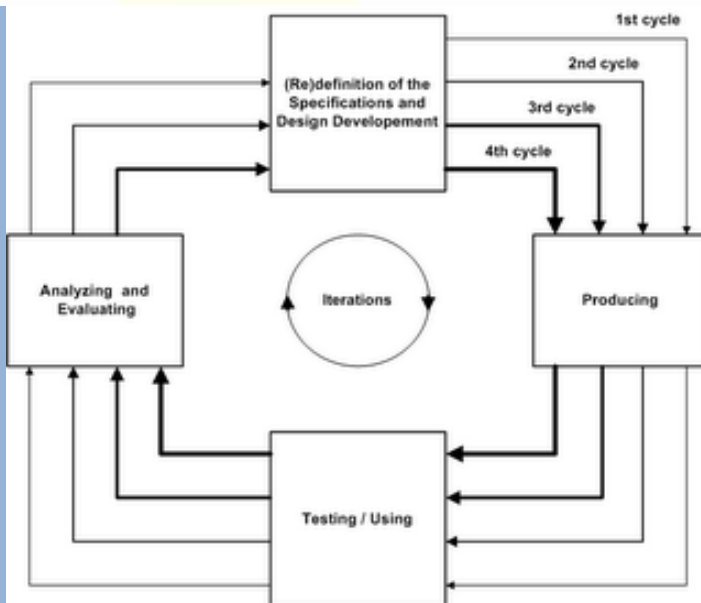 1st cycle
2nd cycle
3rd cycle
4th cycle
(Re)definition of the
Specifications and
Design Developement
Analyzing and
Evaluating
Iterations
Producing
Testing / Using